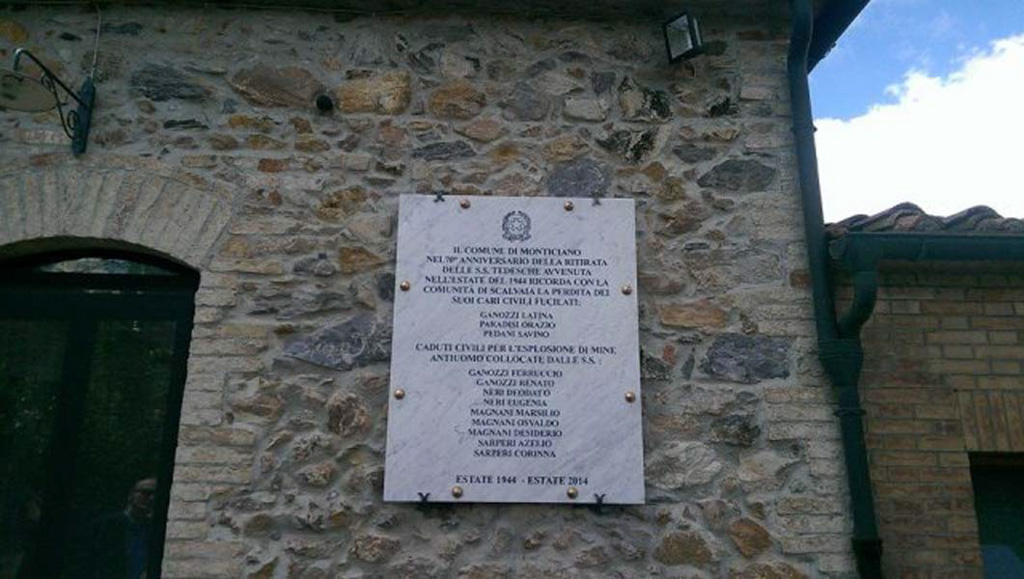 IL COMUNE DI MONTICIANO
NEL 70° ANNIVERSARIO DELLA RITIRATA
DELLE S.S. TEDESCHE AVVENUTA
NELL'ESTATE DEL 1944 RICORDA CON LA
COMUNITÀ DI SCALVAIA LA PERDITA DEI
SUOI CARI CIVILI FUCILATI:
GANOZZI LATINA
PARADISI ORAZIO
PEDANI SAVINO
CADUTI CIVILI PER L'ESPLOSIONE DI MINE
ANTIUOMO COLLOCATE DALLE S.S. :
GANOZZI FERRUCCIO
GANOZZI RENATO
NERI DEODATO
NERI EUGENIA
MAGNANI MARSILIO
MAGNANI OSVALDO
MAGNANI DESIDERIO
SARPERI AZELIO
SARPERI CORINNA
ESTATE 1944 - ESTATE 2014